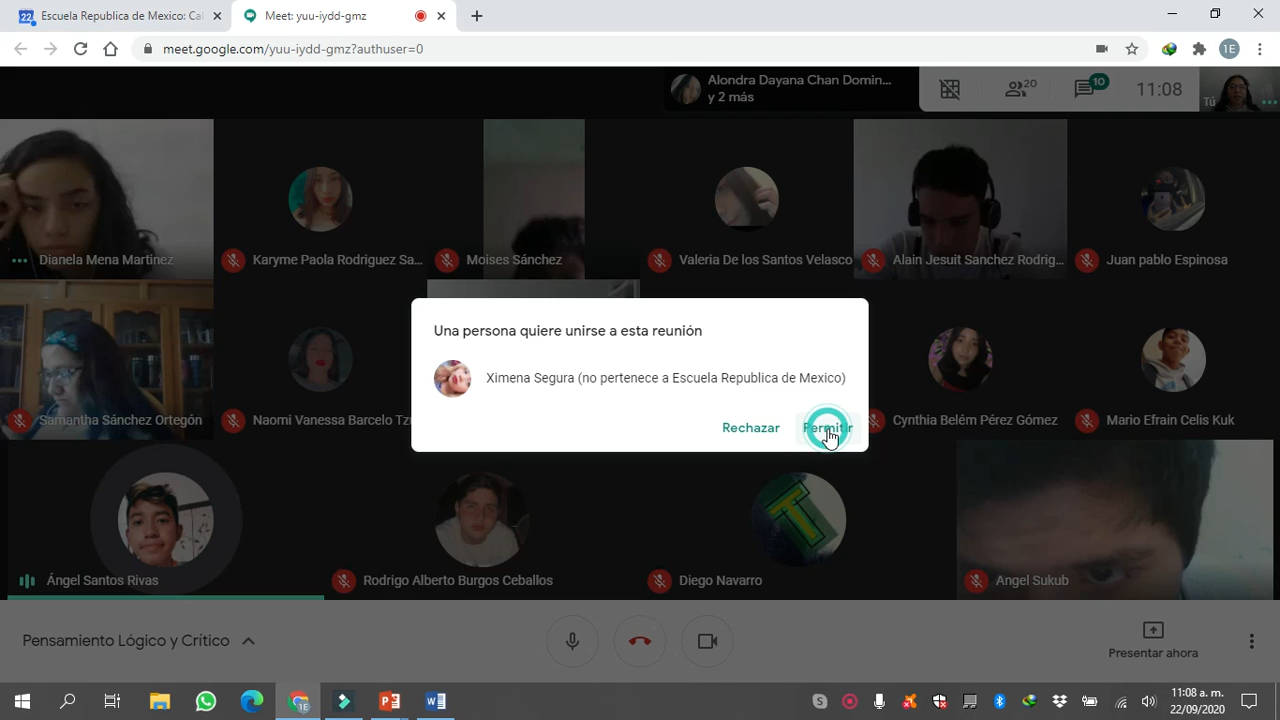 Escuela Republica de Mexico: Cal
Meet: yuu-iydd-gmz
meet.google.com/yuu-iydd-gmz?authuser=0
1E
Alondra Dayana Chan Domin...
y 2 más
20
10
11:08
Tú
Dianela Mena Martinez
Karyme Paola Rodriguez Sa...
Moises Sánchez
Valeria De los Santos Velasco
Alain Jesuit Sanchez Rodrig...
Juan pablo Espinosa
Una persona quiere unirse a esta reunión
Ximena Segura (no pertenece a Escuela Republica de Mexico)
Rechazar
Permitir
Samantha Sánchez Ortegón
Naomi Vanessa Barcelo Tz
Cynthia Belém Pérez Gómez
Mario Efrain Celis Kuk
Ángel Santos Rivas
Rodrigo Alberto Burgos Ceballos
Diego Navarro
Angel Sukub
Pensamiento Lógico y Crítico
Presentar ahora
11:08 a. m.
22/09/2020